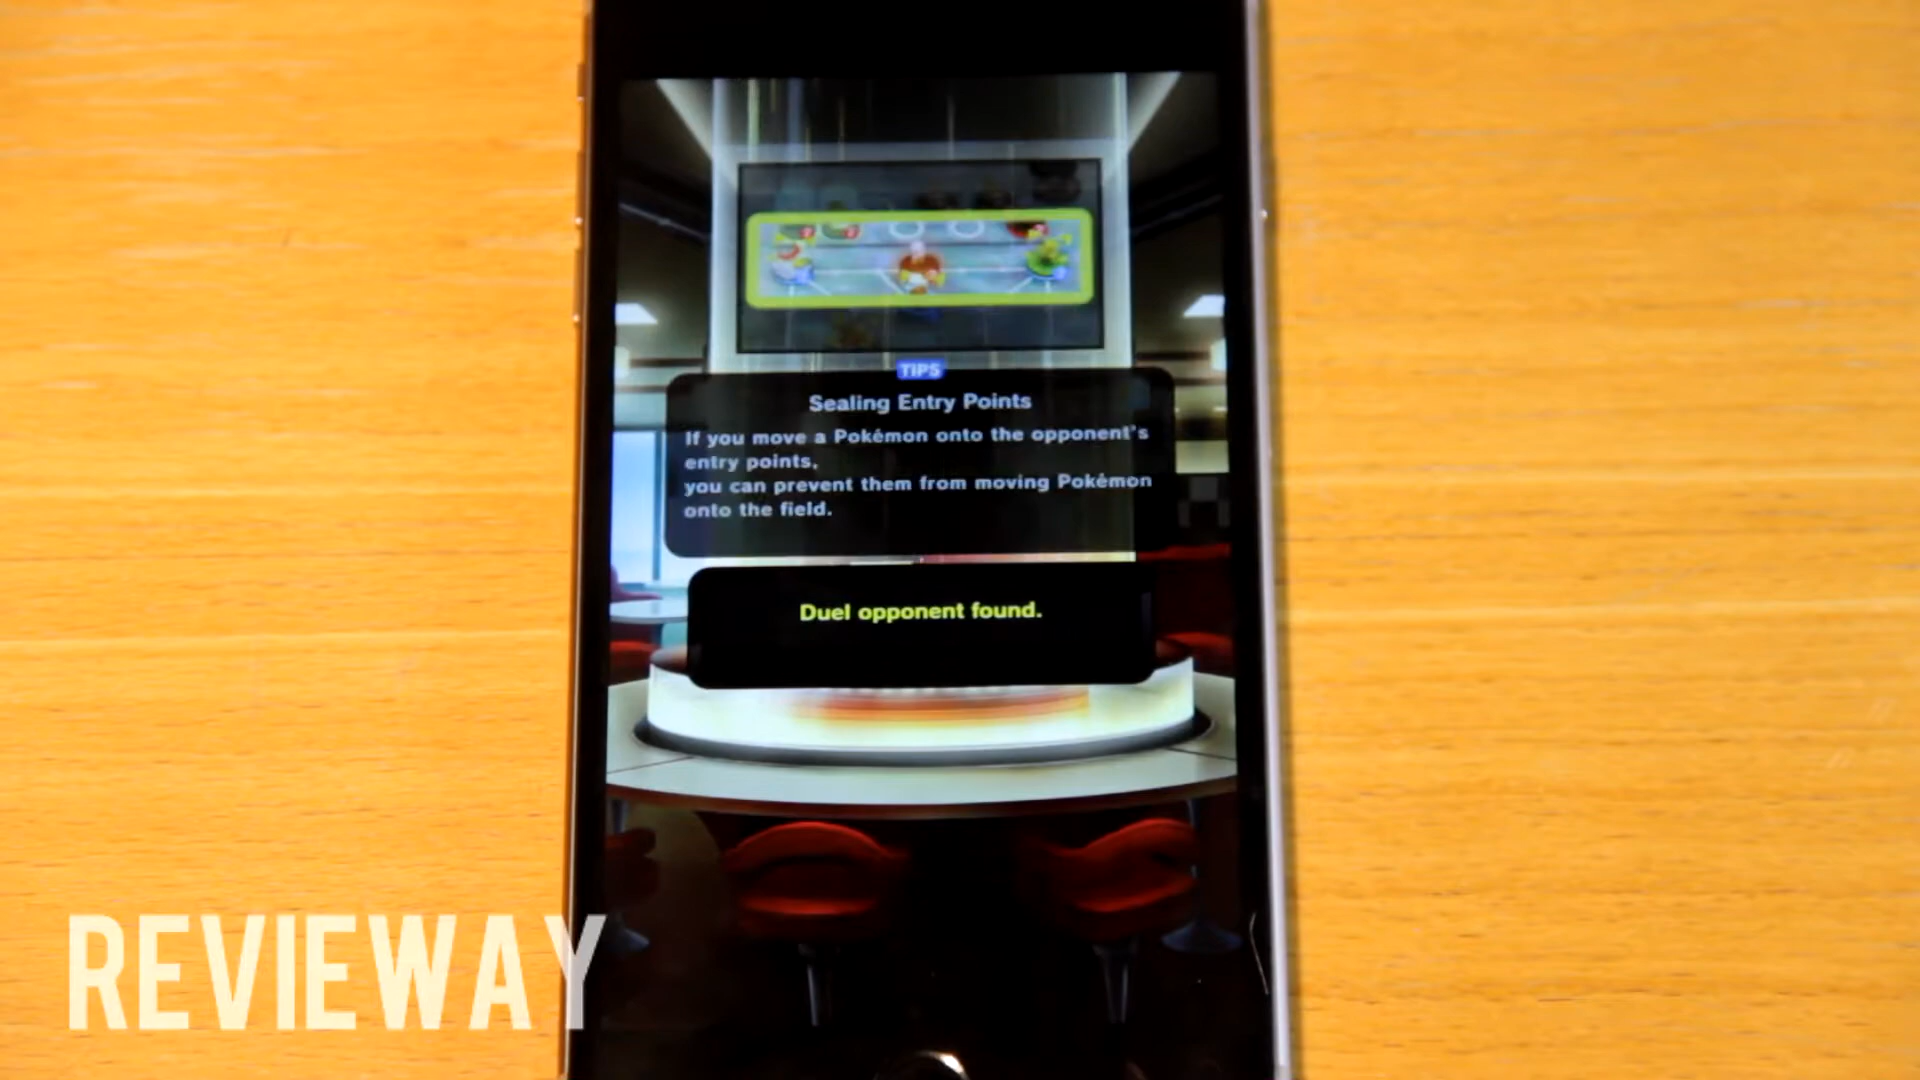 TIPS
Sealing Entry Points
If you move a Pokémon onto the opponent's
entry points,
you can prevent them from moving Pokémon
onto the field.
Duel opponent found.
REVIEWAY